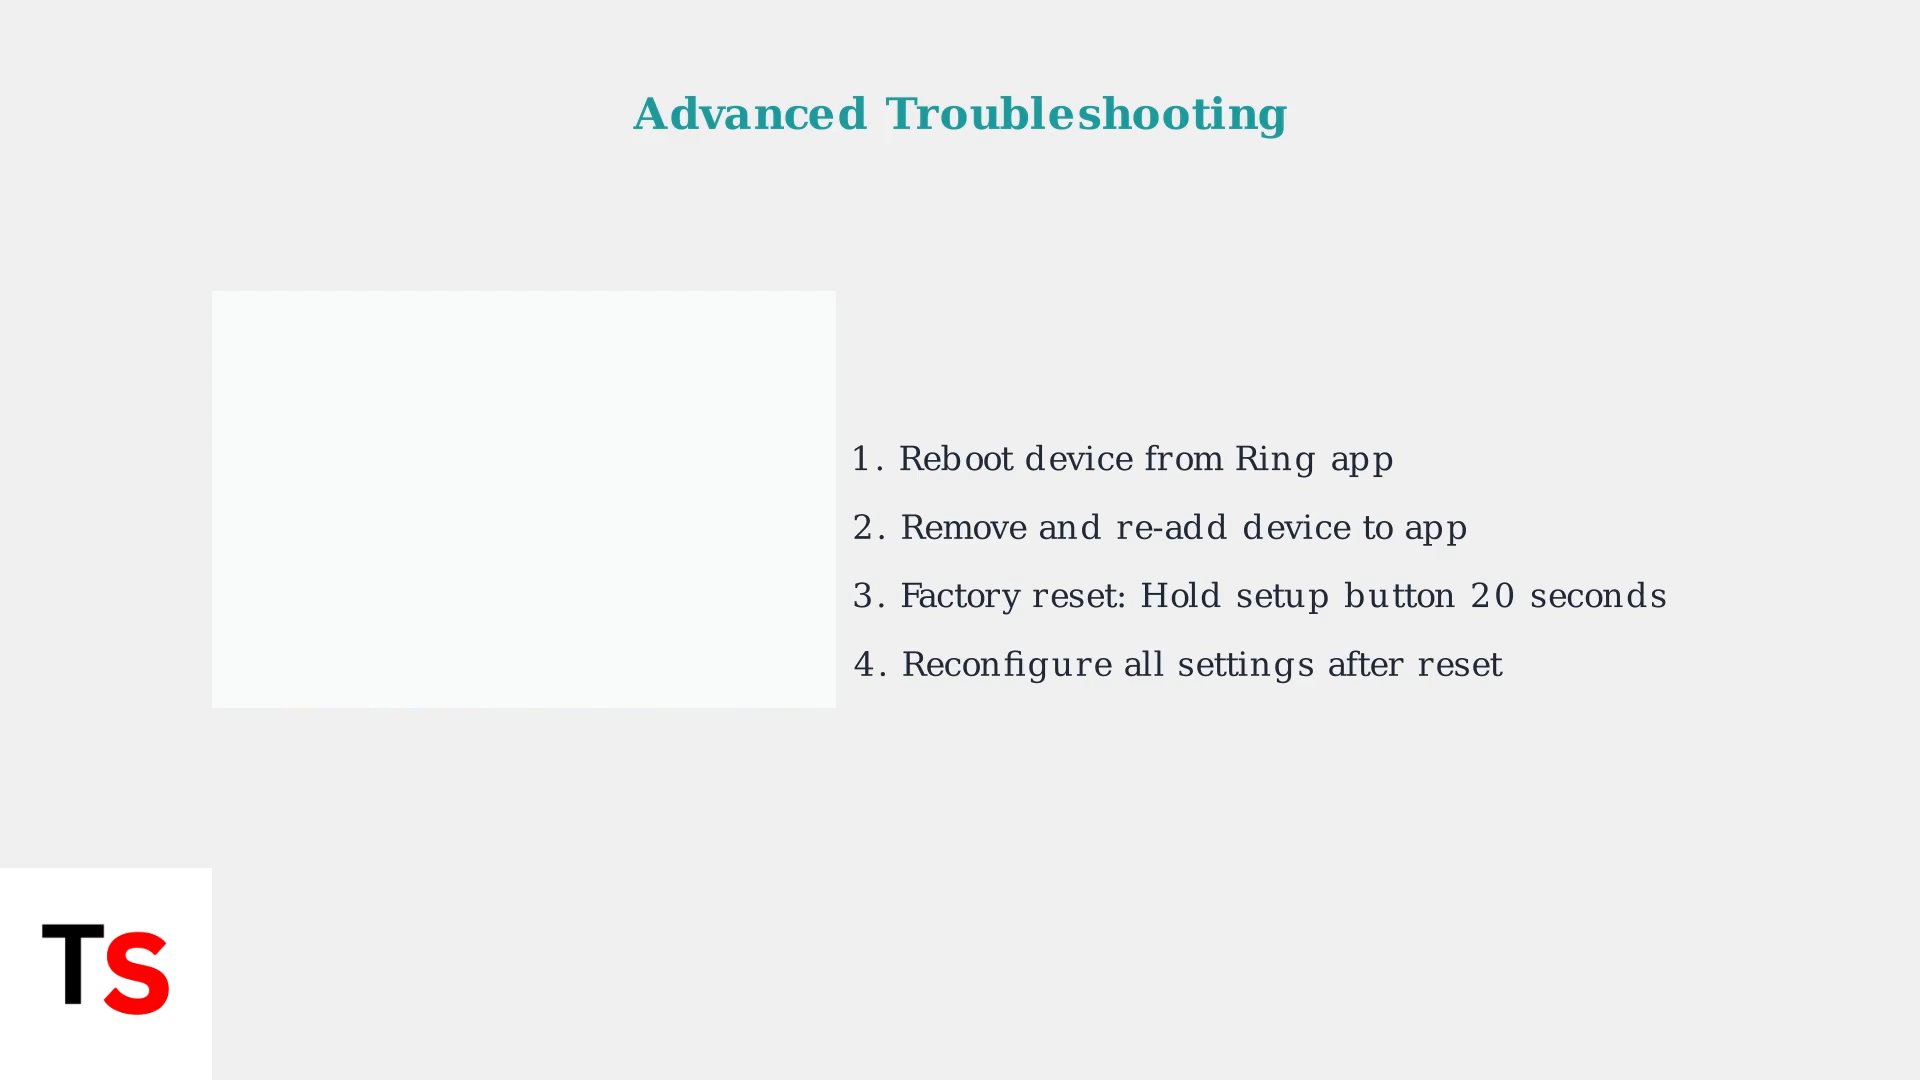 Advanced Troubleshooting
1. Reboot device from Ring app
2. Remove and re-add device to app
3. Factory reset: Hold setup button 20 seconds
4. Reconfigure all settings after reset
TS